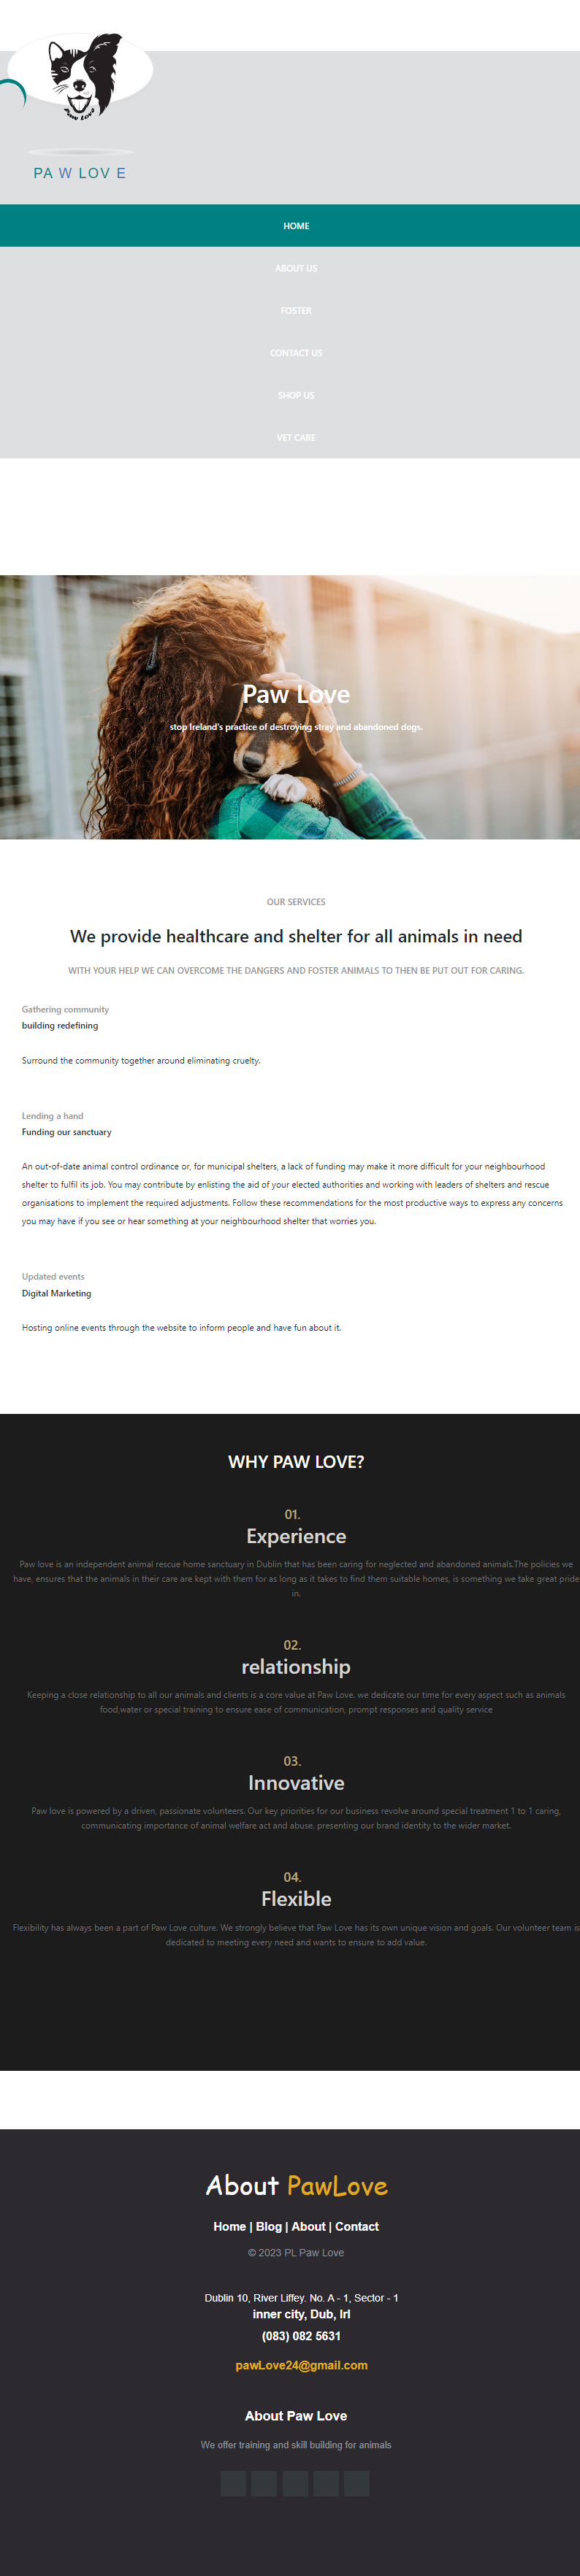 Paw Love
PA W LOV E
HOME
ABOUT US
FOSTER
CONTACT US
SHOP US
VET CARE
Paw Love
stop Ireland's practice of destroying stray and abandoned dogs.
OUR SERVICES
We provide healthcare and shelter for all animals in need
WITH YOUR HELP WE CAN OVERCOME THE DANGERS AND FOSTER ANIMALS TO THEN BE PUT OUT FOR CARING.
Gathering community
building redefining
Surround the community together around eliminating cruelty.
Lending a hand
Funding our sanctuary
An out-of-date animal control ordinance or, for municipal shelters, a lack of funding may make it more difficult for your neighbourhood
shelter to fulfil its job. You may contribute by enlisting the aid of your elected authorities and working with leaders of shelters and rescue
organisations to implement the required adjustments. Follow these recommendations for the most productive ways to express any concerns
you may have if you see or hear something at your neighbourhood shelter that worries you.
Updated events
Digital Marketing
Hosting online events through the website to inform people and have fun about it.
WHY PAW LOVE?
01.
Experience
Paw love is an independent animal rescue home sanctuary in Dublin that has been caring for neglected and abandoned animals.The policies we
have, ensures that the animals in their care are kept with them for as long as it takes to find them suitable homes, is something we take great pride
in.
02.
relationship
Keeping a close relationship to all our animals and clients is a core value at Paw Love. we dedicate our time for every aspect such as animals
food,water or special training to ensure ease of communication, prompt responses and quality service
03.
Innovative
Paw love is powered by a driven, passionate volunteers. Our key priorities for our business revolve around special treatment 1 to 1 caring,
communicating importance of animal welfare act and abuse. presenting our brand identity to the wider market.
04.
Flexible
Flexibility has always been a part of Paw Love culture. We strongly believe that Paw Love has its own unique vision and goals. Our volunteer team is
dedicated to meeting every need and wants to ensure to add value.
About PawLove
Home | Blog | About | Contact
© 2023 PL Paw Love
Dublin 10, River Liffey. No. A - 1, Sector - 1
inner city, Dub, Irl
(083) 082 5631
pawLove24@gmail.com
About Paw Love
We offer training and skill building for animals